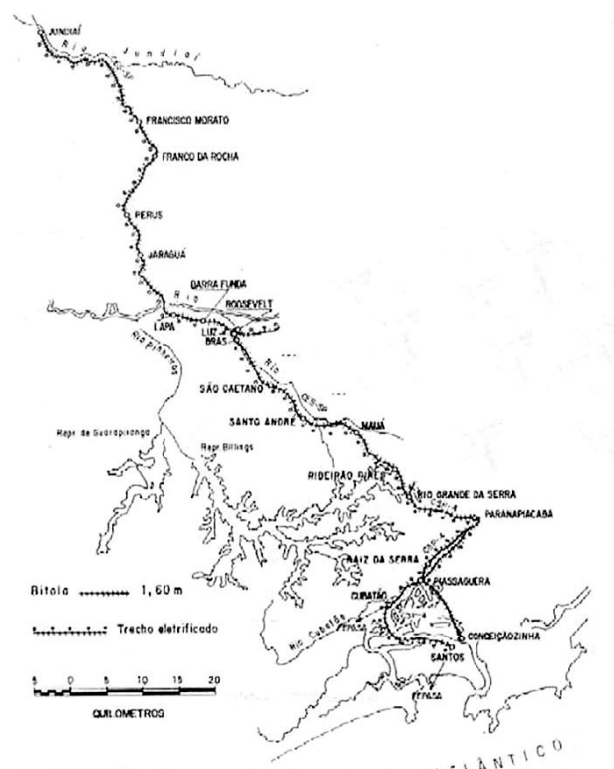 JUNDIAÍ
Rio Jundiaí
FRANCISCO MORATO
FRANCO DA ROCHA
PERUS
JARAGUÁ
BARRA FUNDA
Rio
ROOSEVELT
LAPA
LUZ
BRÁS
Rio Pinheiros
Rio
SÃO CAETANO
SANTO ANDRÉ
MAUÁ
Repr. de Guarapiranga
Repr. Billings
RIBEIRÃO PIRES
RIO GRANDE DA SERRA
PARANAPIACABA
RAIZ DA SERRA
PIASSAGUERA
Bitola 1,60 m
CUBATÃO
Rio Cubatão
FEPASA
Trecho eletrificado
CONCEIÇÃOZINHA
SANTOS
FEPASA
5 0 5 10 15 20
QUILÔMETROS
ATLÂNTICO